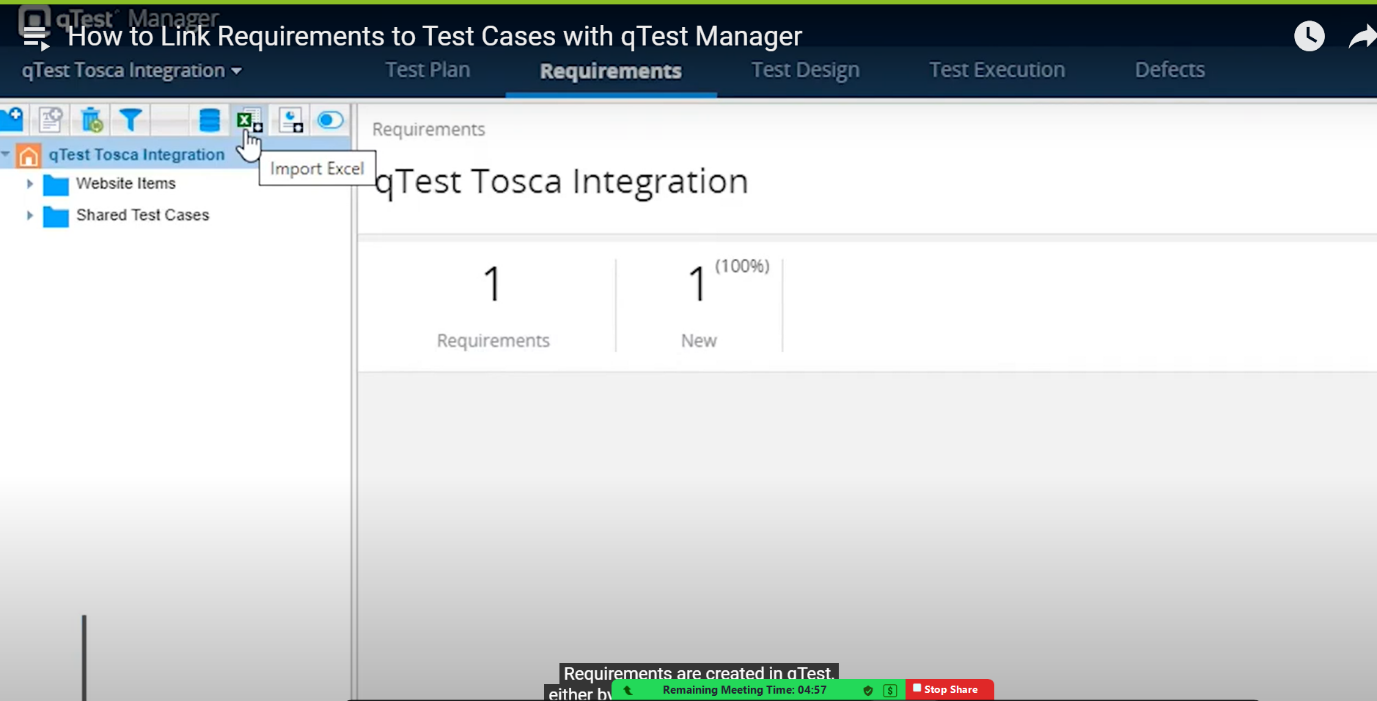 qTest Manager
How to Link Requirements to Test Cases with qTest Manager
qTest Tosca Integration
Test Plan
Requirements
Test Design
Test Execution
Defects
qTest Tosca Integration
Import Excel
Website Items
Shared Test Cases
Requirements
qTest Tosca Integration
1
Requirements
1
(100%)
New
Requirements are created in qTest,
either by
Remaining Meeting Time: 04:57
Stop Share